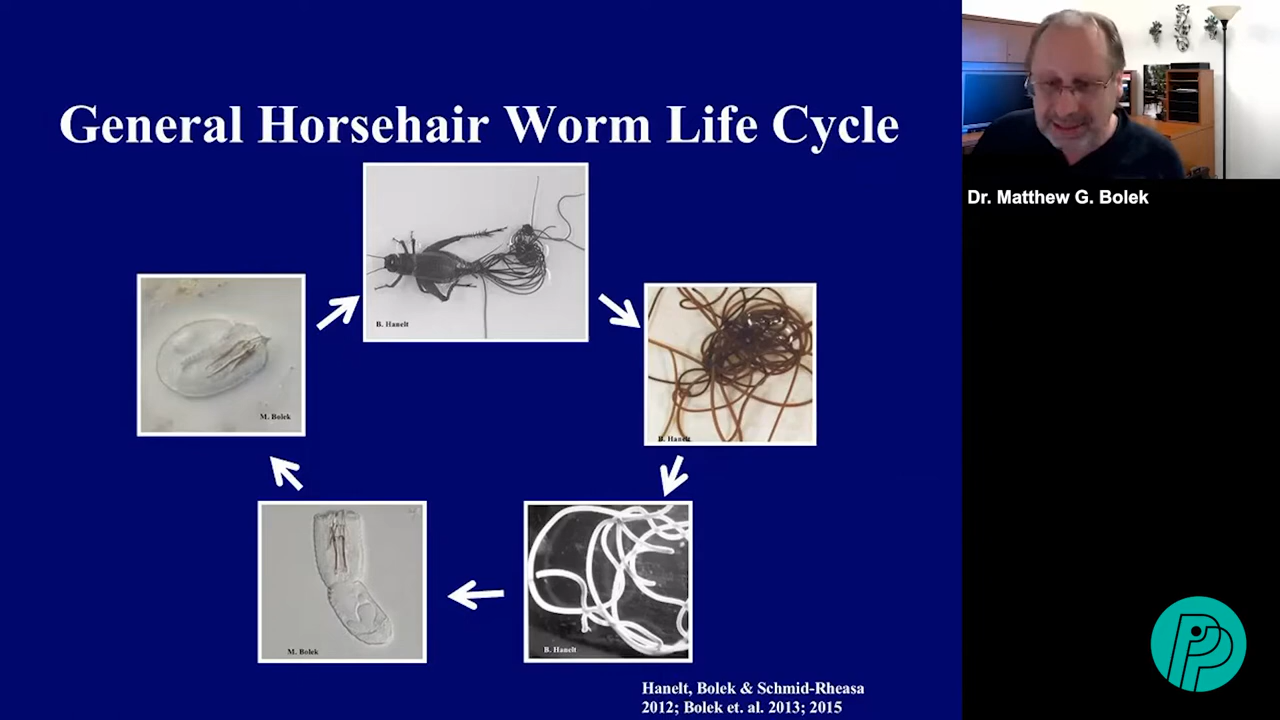 General Horsehair Worm Life Cycle
B. Hanelt
M. Bolek
B. Hanelt
M. Bolek
B. Hanelt
Hanelt, Bolek & Schmid-Rheasa
2012; Bolek et. al. 2013; 2015
Dr. Matthew G. Bolek